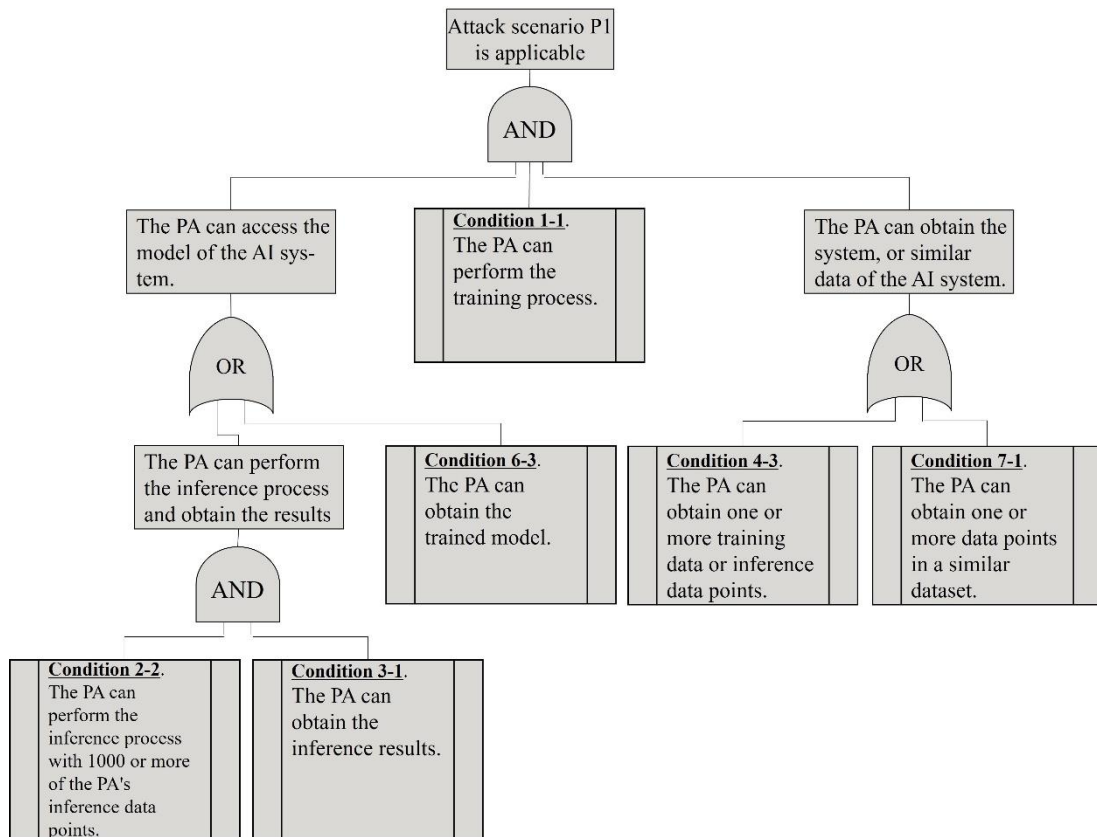 Attack scenario P1
is applicable
AND
The PA can access the
model of the AI sys-
tem.
Condition 1-1.
The PA can
perform the
training process.
The PA can obtain the
system, or similar
data of the AI system.
OR
OR
The PA can perform
the inference process
and obtain the results
Condition 6-3.
The PA can
obtain the
trained model.
Condition 4-3.
The PA can
obtain one or
more training
data or inference
data points.
Condition 7-1.
The PA can
obtain one or
more data points
in a similar
dataset.
AND
Condition 2-2.
The PA can
perform the
inference process
with 1000 or more
of the PA's
inference data
points.
Condition 3-1.
The PA can
obtain the
inference results.